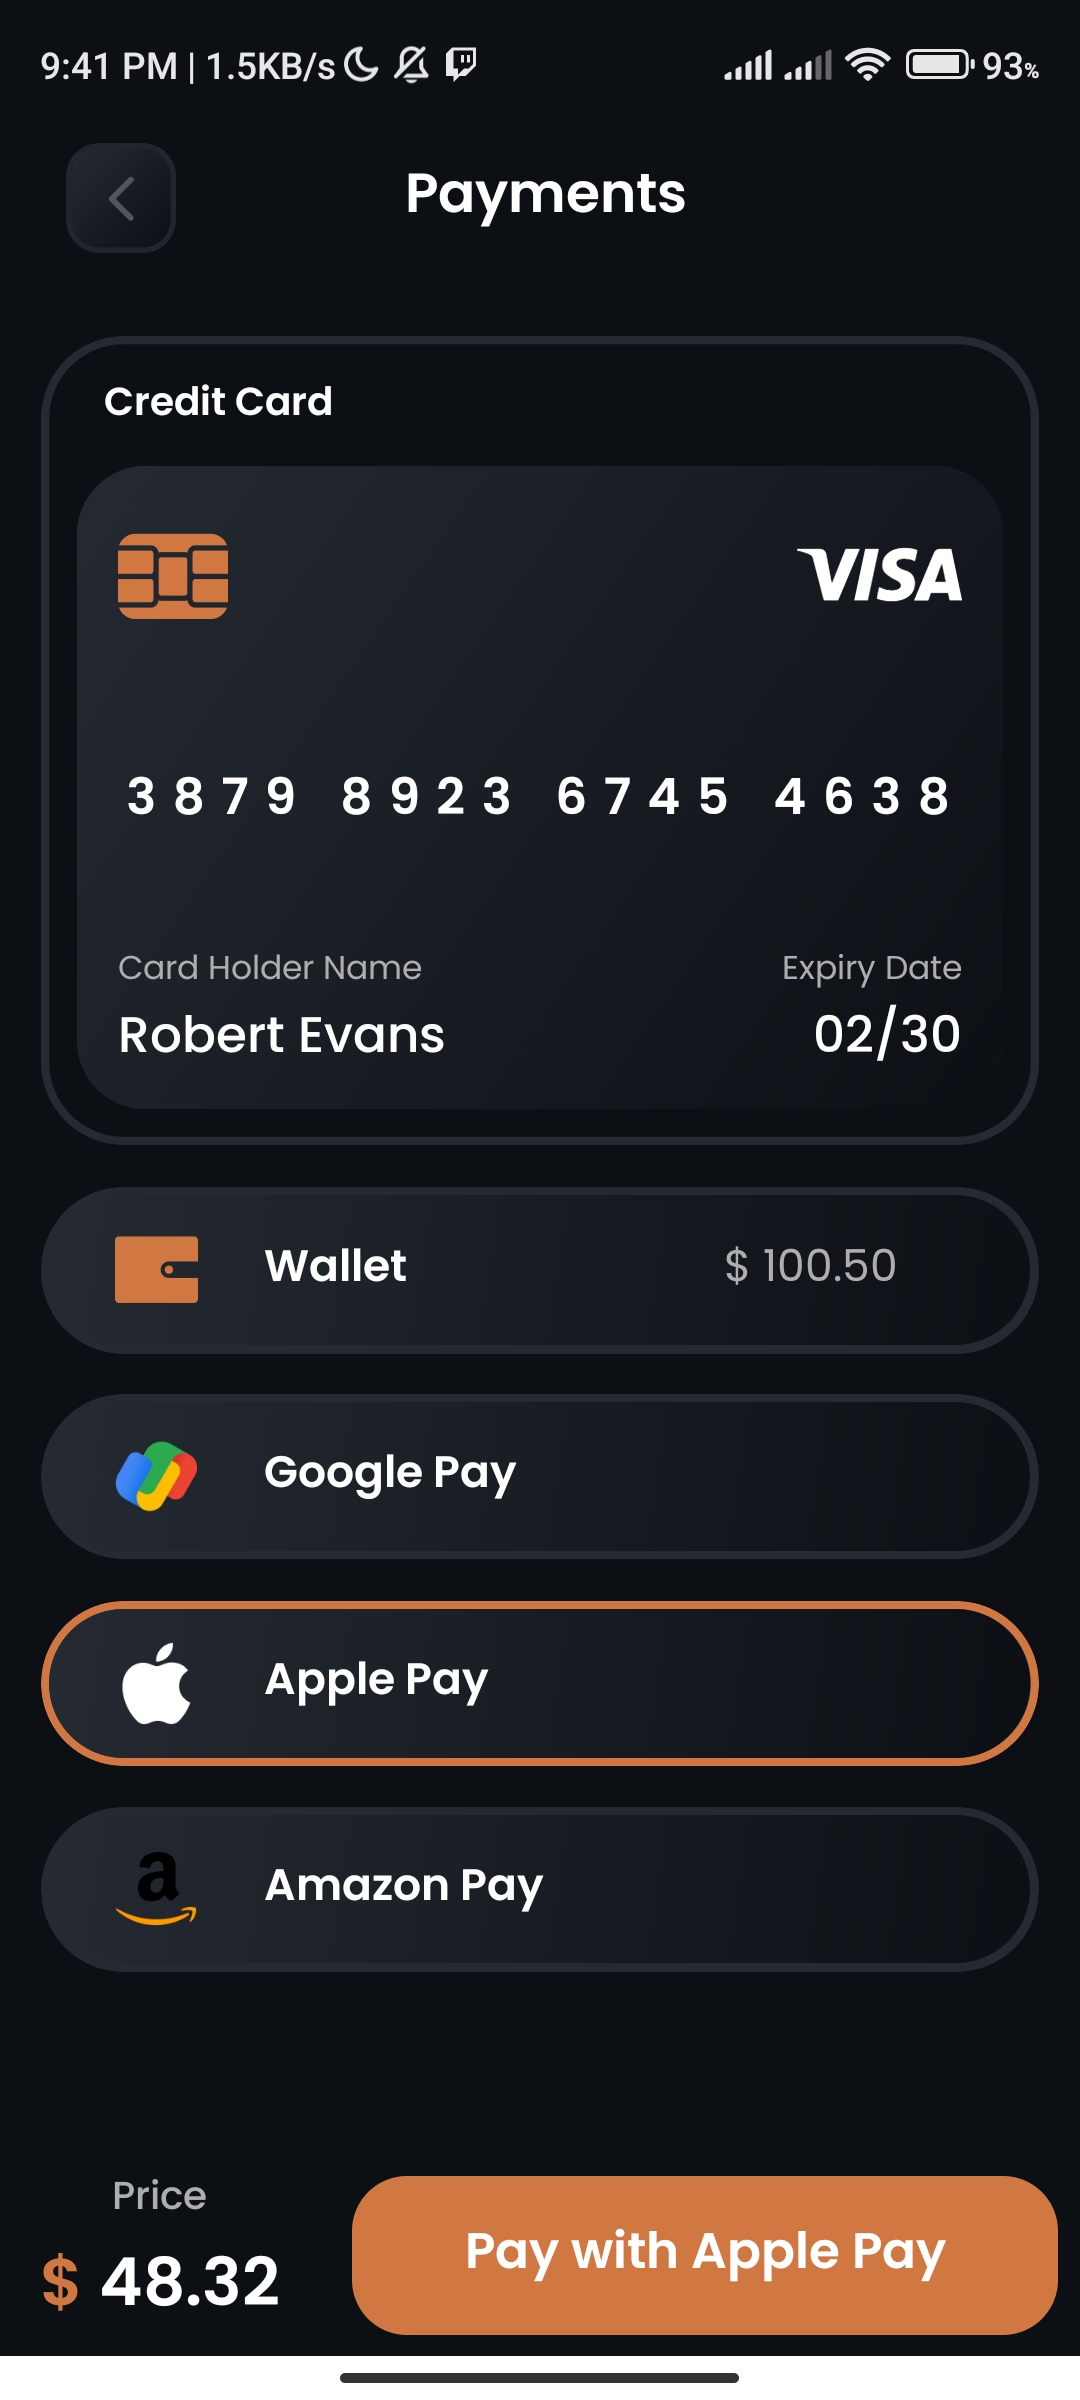 9:41 PM | 1.5KB/s 93%
Payments
Credit Card
VISA
3879 8923 6745 4638
Card Holder Name Expiry Date
Robert Evans 02/30
Wallet $ 100.50
Google Pay
Apple Pay
a Amazon Pay
Price
$ 48.32
Pay with Apple Pay